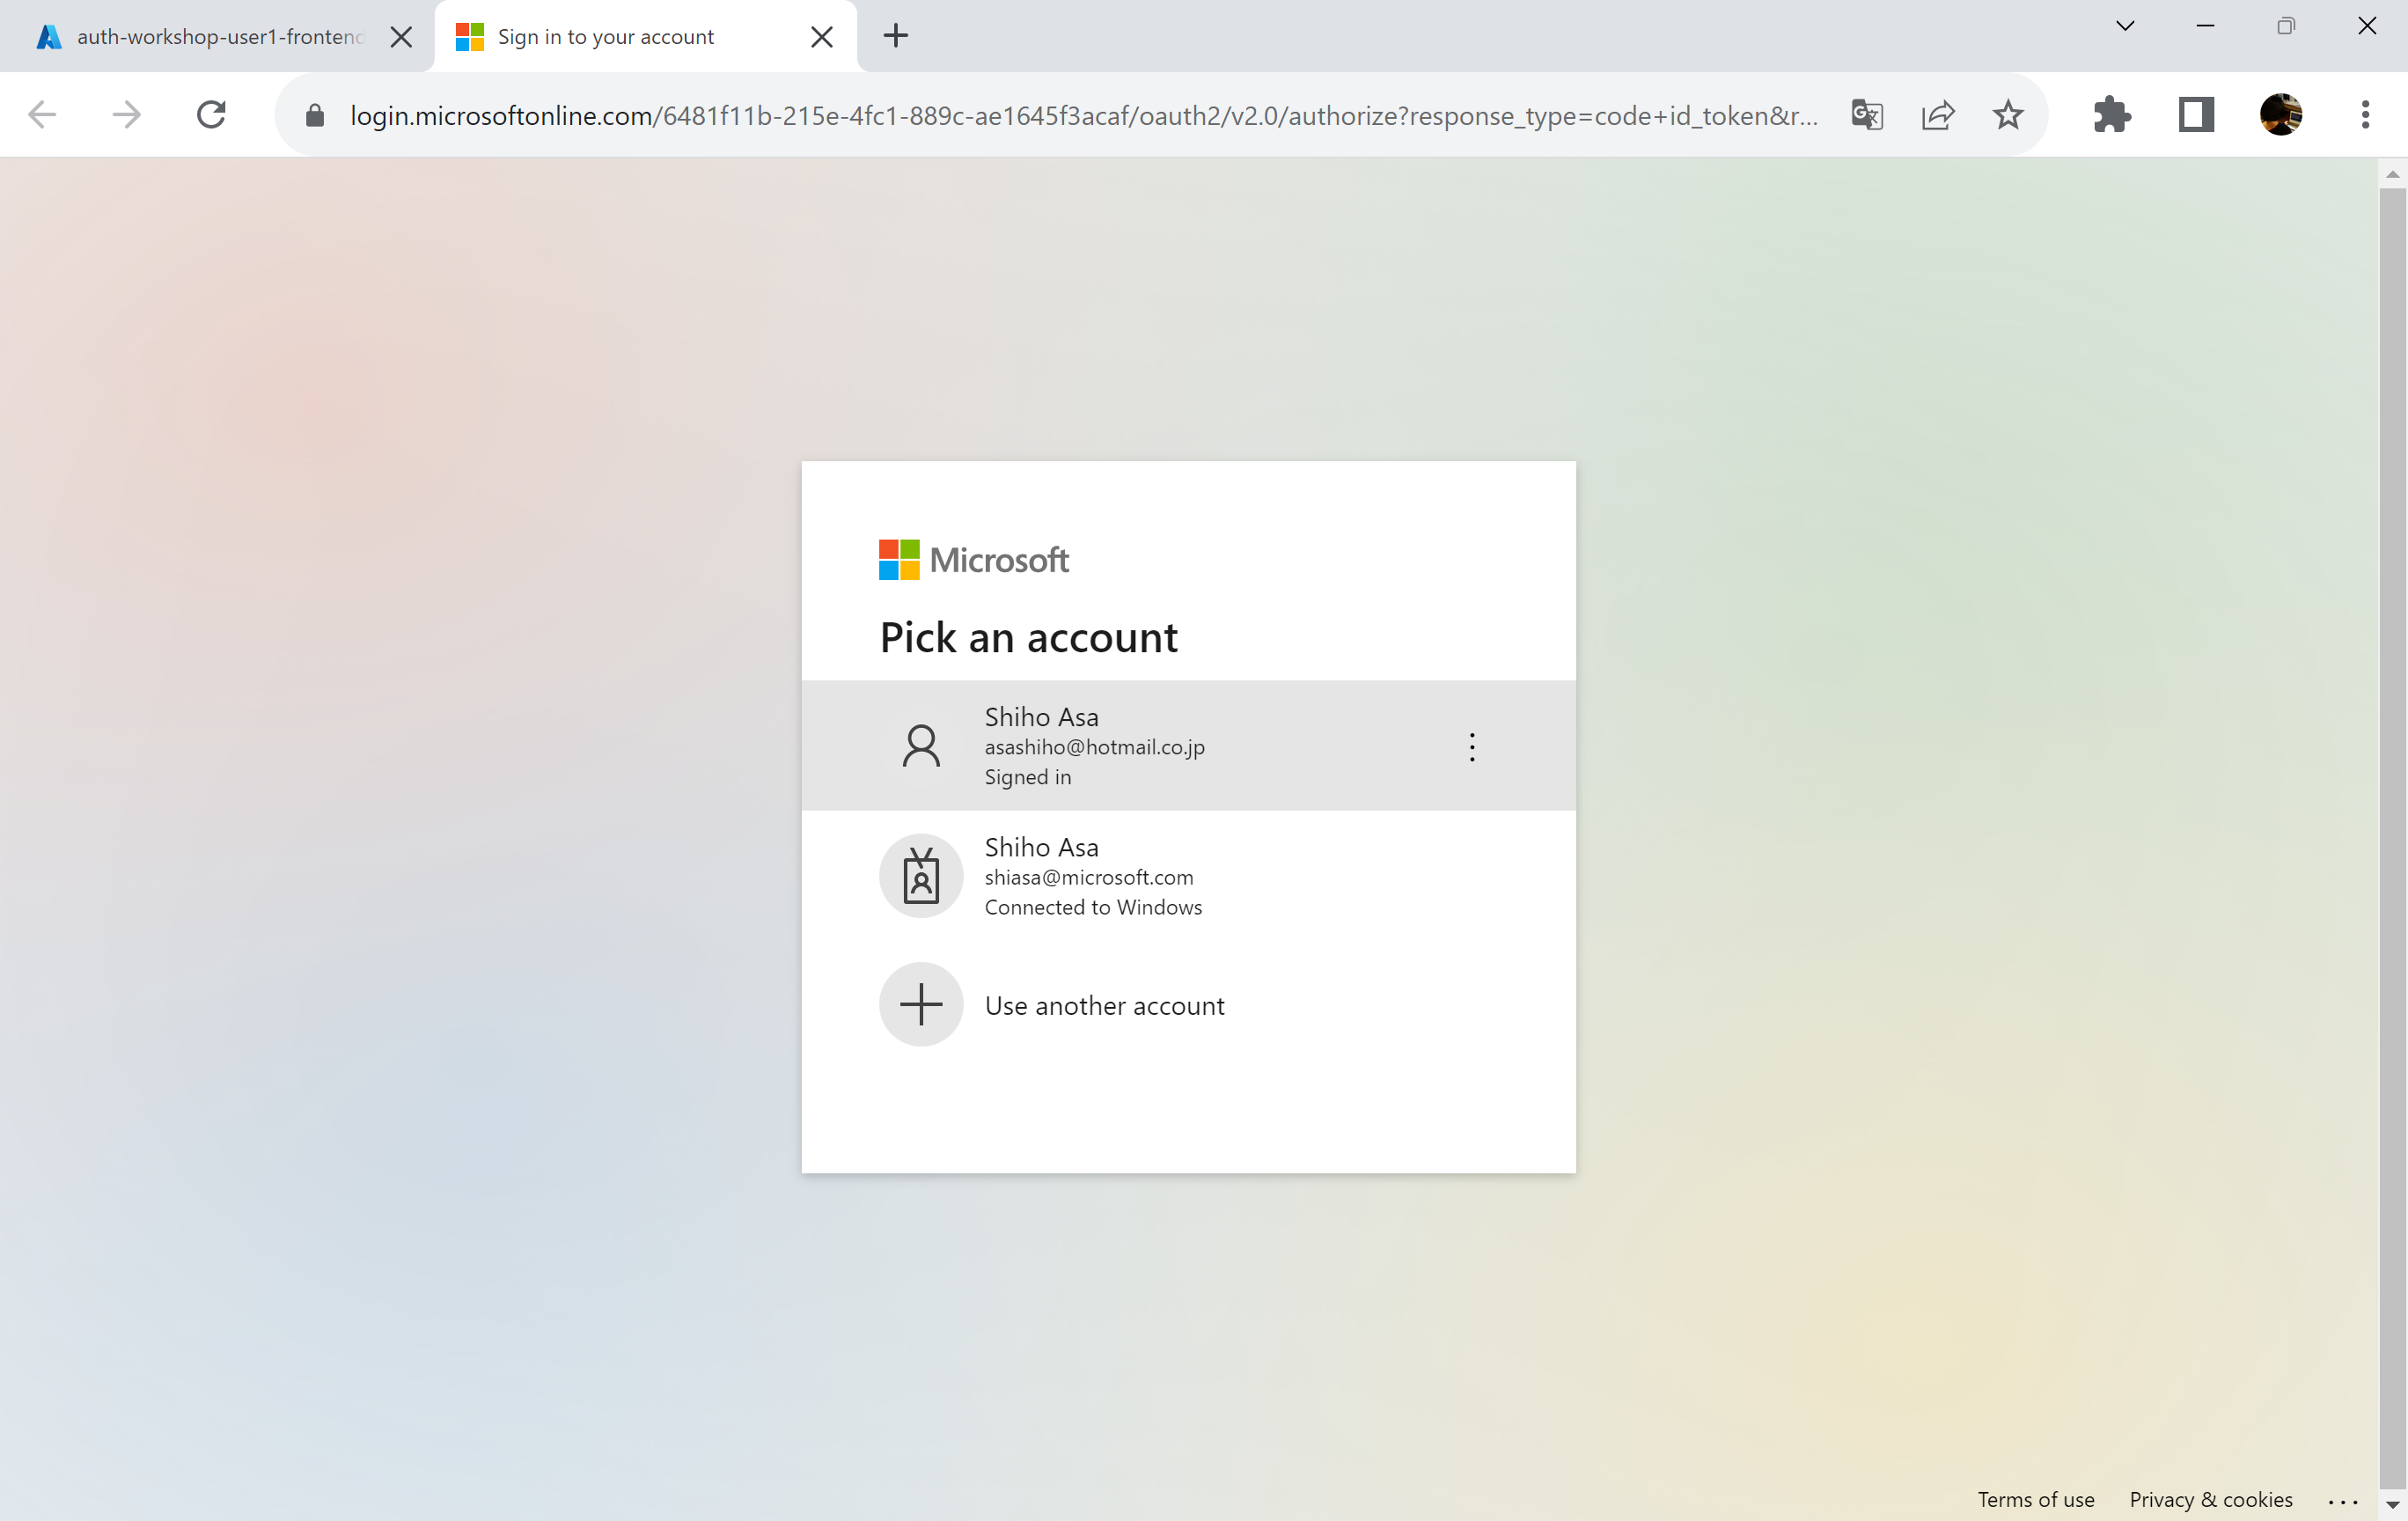 auth-workshop-user1-frontend
Sign in to your account
login.microsoftonline.com/6481f11b-215e-4fc1-889c-ae1645f3acaf/oauth2/v2.0/authorize?response_type=code+id_token&r...
Microsoft
Pick an account
Shiho Asa
asashiho@hotmail.co.jp
Signed in
Shiho Asa
shiasa@microsoft.com
Connected to Windows
Use another account
Terms of use
Privacy & cookies